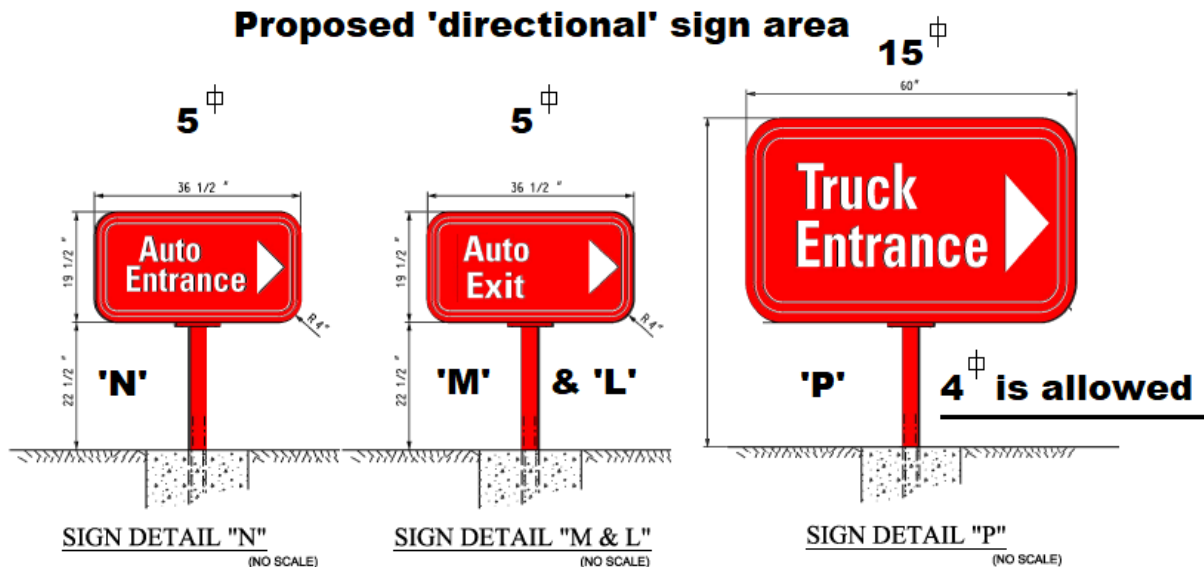 Proposed 'directional' sign area
5
5
15
36 1/2 "
36 1/2 "
60"
19 1/2 "
Auto
Entrance
19 1/2 "
Auto
Exit
Truck
Entrance
R 4"
R 4"
22 1/2 "
'N'
22 1/2 "
'M' & 'L'
'P'
4 is allowed
SIGN DETAIL "N"
(NO SCALE)
SIGN DETAIL "M & L"
(NO SCALE)
SIGN DETAIL "P"
(NO SCALE)